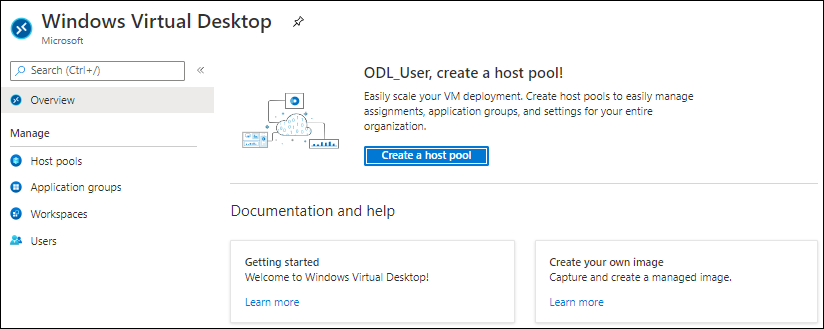 Windows Virtual Desktop
Microsoft
Search (Ctrl+/)
«
Overview
Manage
Host pools
Application groups
Workspaces
Users
ODL_User, create a host pool!
Easily scale your VM deployment. Create host pools to easily manage
assignments, application groups, and settings for your entire
organization.
Create a host pool
Documentation and help
Getting started
Welcome to Windows Virtual Desktop!
Learn more
Create your own image
Capture and create a managed image.
Learn more